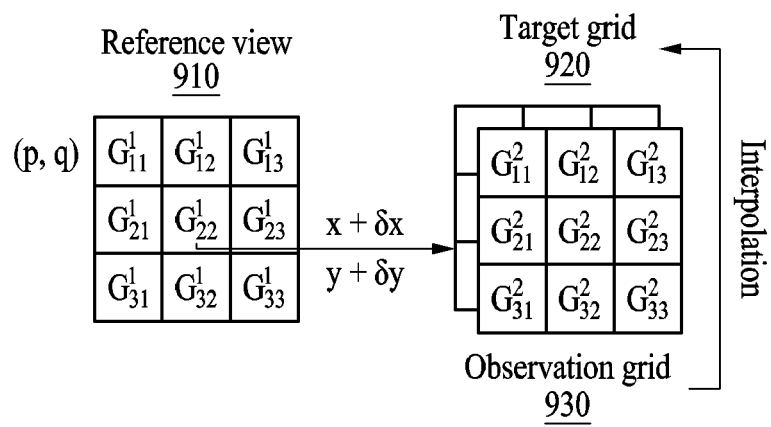 Reference view
910
Target grid
920
(p, q)
G¹₁₁ G¹₁₂ G¹₁₃
G¹₂₁ G¹₂₂ G¹₂₃
G¹₃₁ G¹₃₂ G¹₃₃
x + δx
y + δy
G²₁₁ G²₁₂ G²₁₃
G²₂₁ G²₂₂ G²₂₃
G²₃₁ G²₃₂ G²₃₃
Interpolation
Observation grid
930